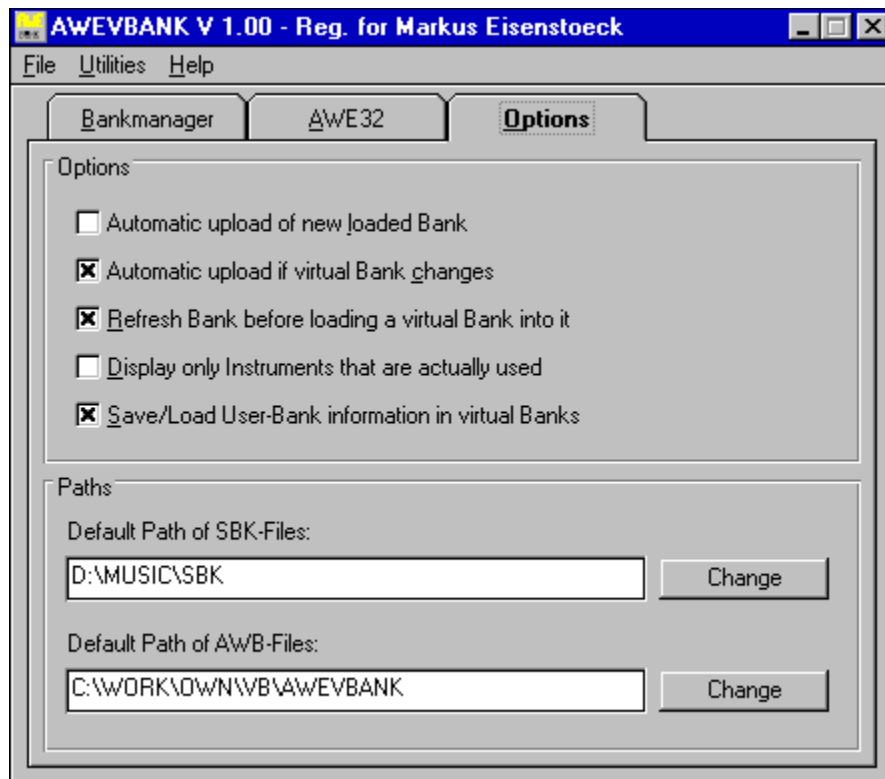 AWEVBANK V 1.00 - Reg. for Markus Eisenstoeck
File Utilities Help
Bankmanager AWE32 Options
Options
Automatic upload of new loaded Bank
Automatic upload if virtual Bank changes
Refresh Bank before loading a virtual Bank into it
Display only Instruments that are actually used
Save/Load User-Bank information in virtual Banks
Paths
Default Path of SBK-Files:
D:\MUSIC\SBK Change
Default Path of AWB-Files:
C:\WORK\OWN\VB\AWEVBANK Change